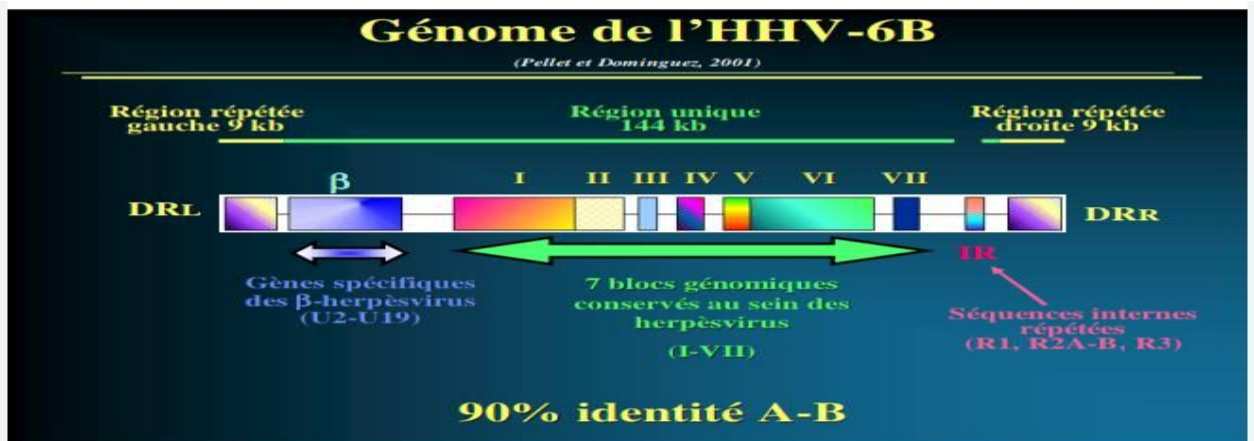 Génome de l'HHV-6B
(Pellet et Dominguez, 2001)
Région répétée
gauche 9 kb
Région unique
144 kb
Région répétée
droite 9 kb
β I II III IV V VI VII
DRL
DRR
Gènes spécifiques
des β-herpèsvirus
(U2-U19)
7 blocs génomiques
conservés au sein des
herpèsvirus
(I-VII)
IR
Séquences internes
répétées
(R1, R2A-B, R3)
90% identité A-B